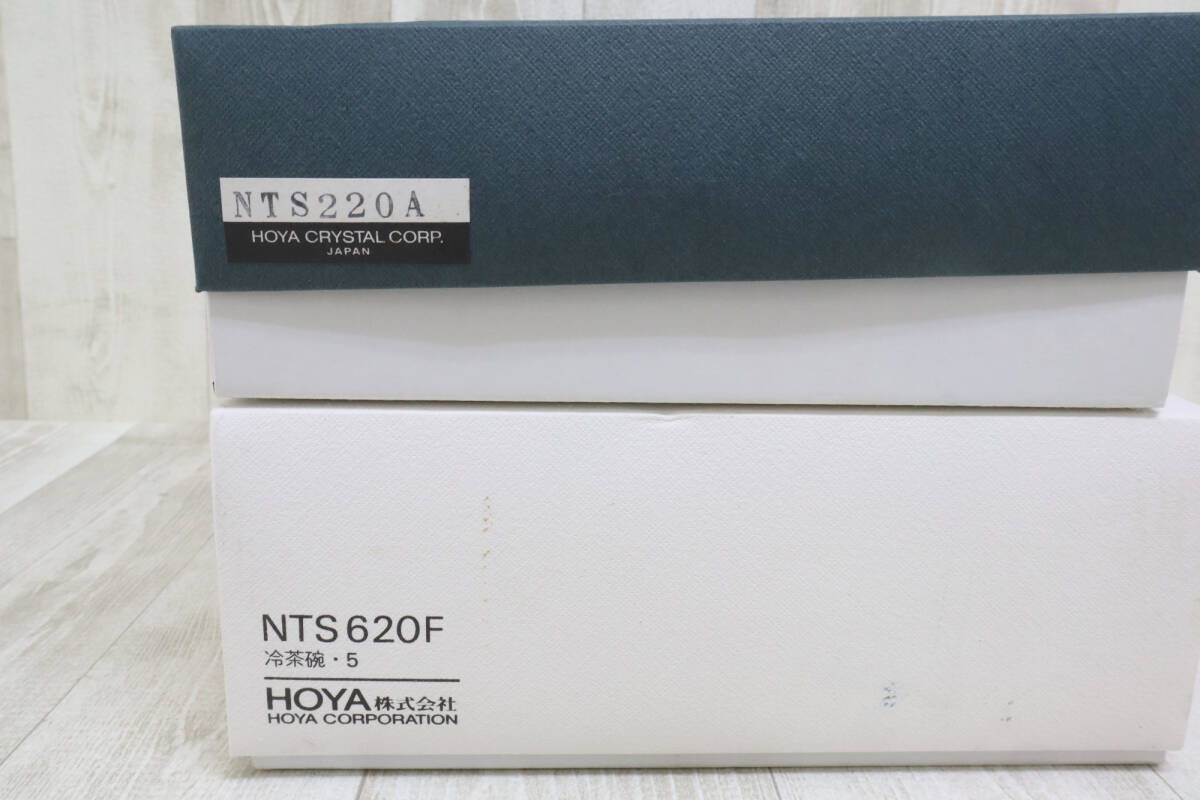 NTS220A
HOYA CRYSTAL CORP.
JAPAN
NTS620F
冷茶碗・5
HOYA株式会社
HOYA CORPORATION